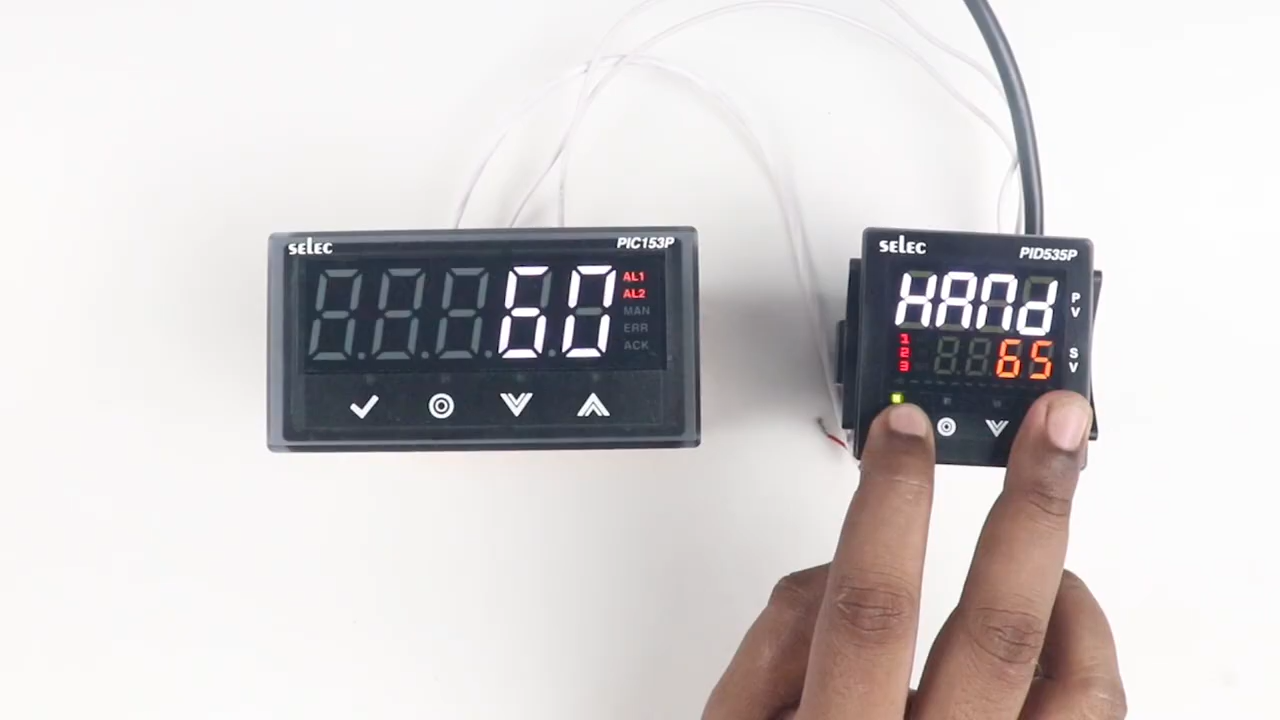 selec
PIC153P
60
AL1
AL2
MAN
ERR
ACK
selec
PID535P
HANd
PV
1
2
3
65
SV